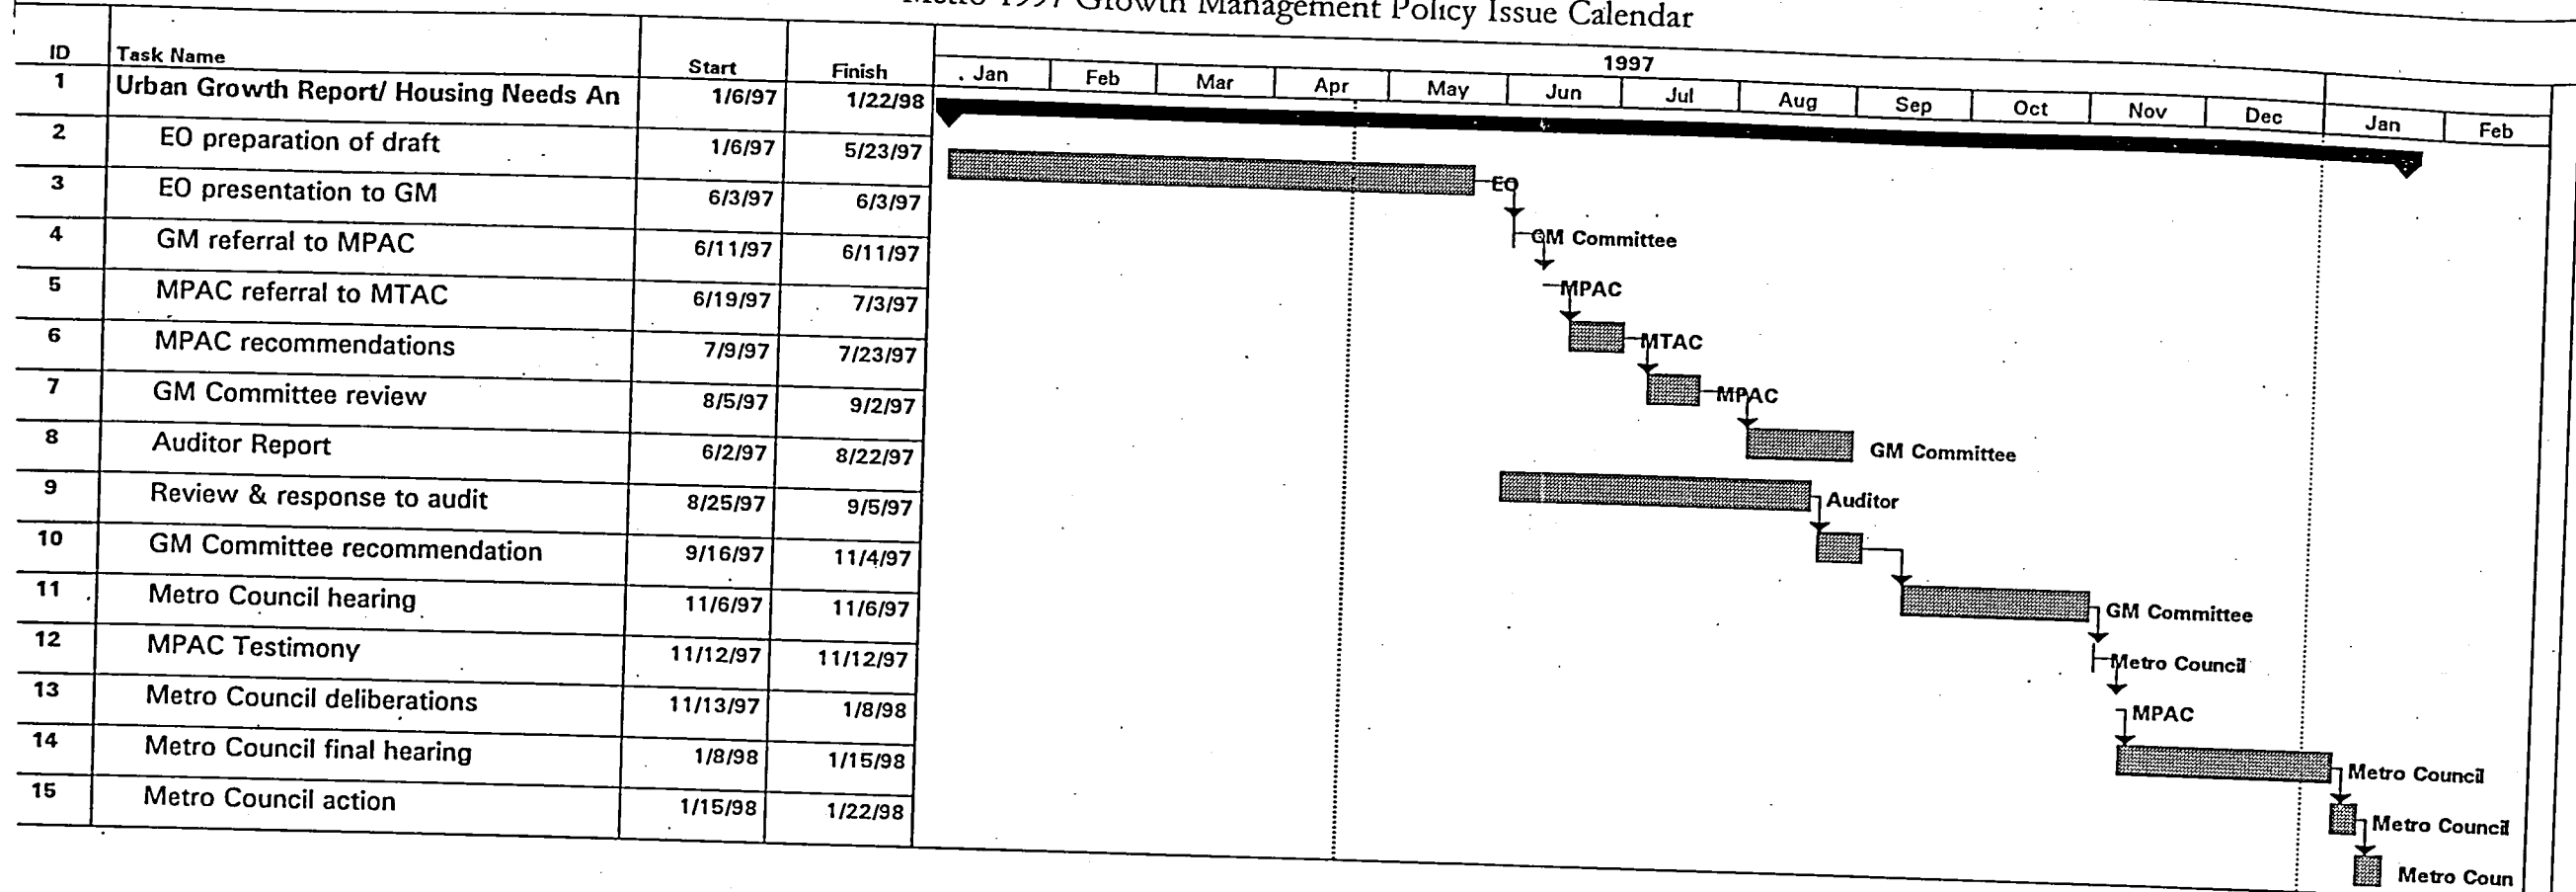 Metro 1997 Growth Management Policy Issue Calendar
1997
ID Task Name Start Finish Jan Feb Mar Apr May Jun Jul Aug Sep Oct Nov Dec Jan Feb
1 Urban Growth Report/ Housing Needs An 1/6/97 1/22/98
2 EO preparation of draft 1/6/97 5/23/97 EO
3 EO presentation to GM 6/3/97 6/3/97 GM Committee
4 GM referral to MPAC 6/11/97 6/11/97 MPAC
5 MPAC referral to MTAC 6/19/97 7/3/97 MTAC
6 MPAC recommendations 7/9/97 7/23/97 MPAC
7 GM Committee review 8/5/97 9/2/97 GM Committee
8 Auditor Report 6/2/97 8/22/97 Auditor
9 Review & response to audit 8/25/97 9/5/97
10 GM Committee recommendation 9/16/97 11/4/97 GM Committee
11 Metro Council hearing 11/6/97 11/6/97 Metro Council
12 MPAC Testimony 11/12/97 11/12/97 MPAC
13 Metro Council deliberations 11/13/97 1/8/98 Metro Council
14 Metro Council final hearing 1/8/98 1/15/98 Metro Council
15 Metro Council action 1/15/98 1/22/98 Metro Coun